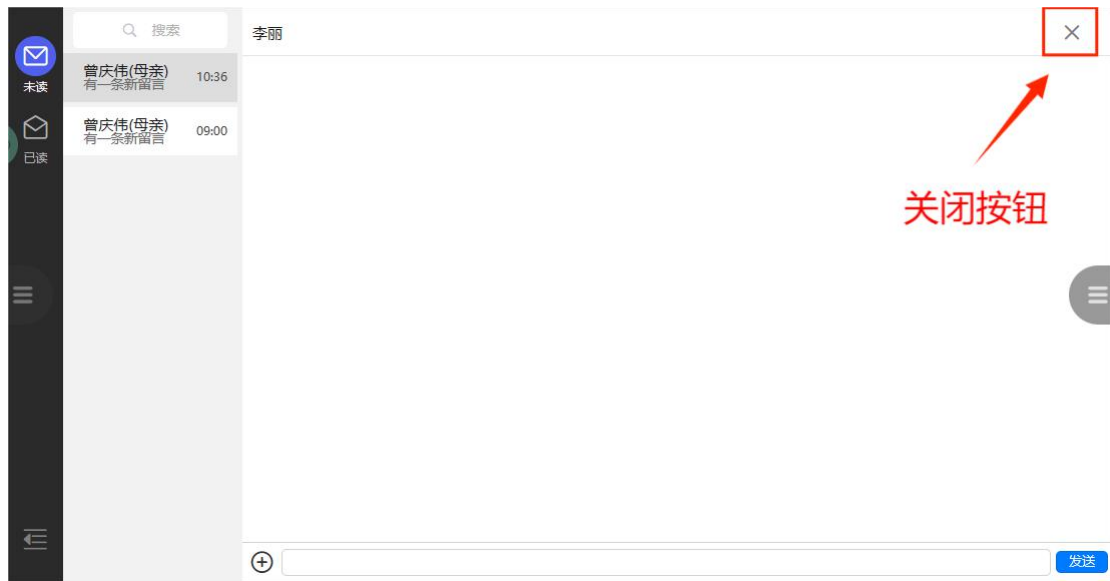 搜索
李丽
未读
曾庆伟(母亲)
10:36
有一条新留言
已读
曾庆伟(母亲)
09:00
有一条新留言
关闭按钮
发送